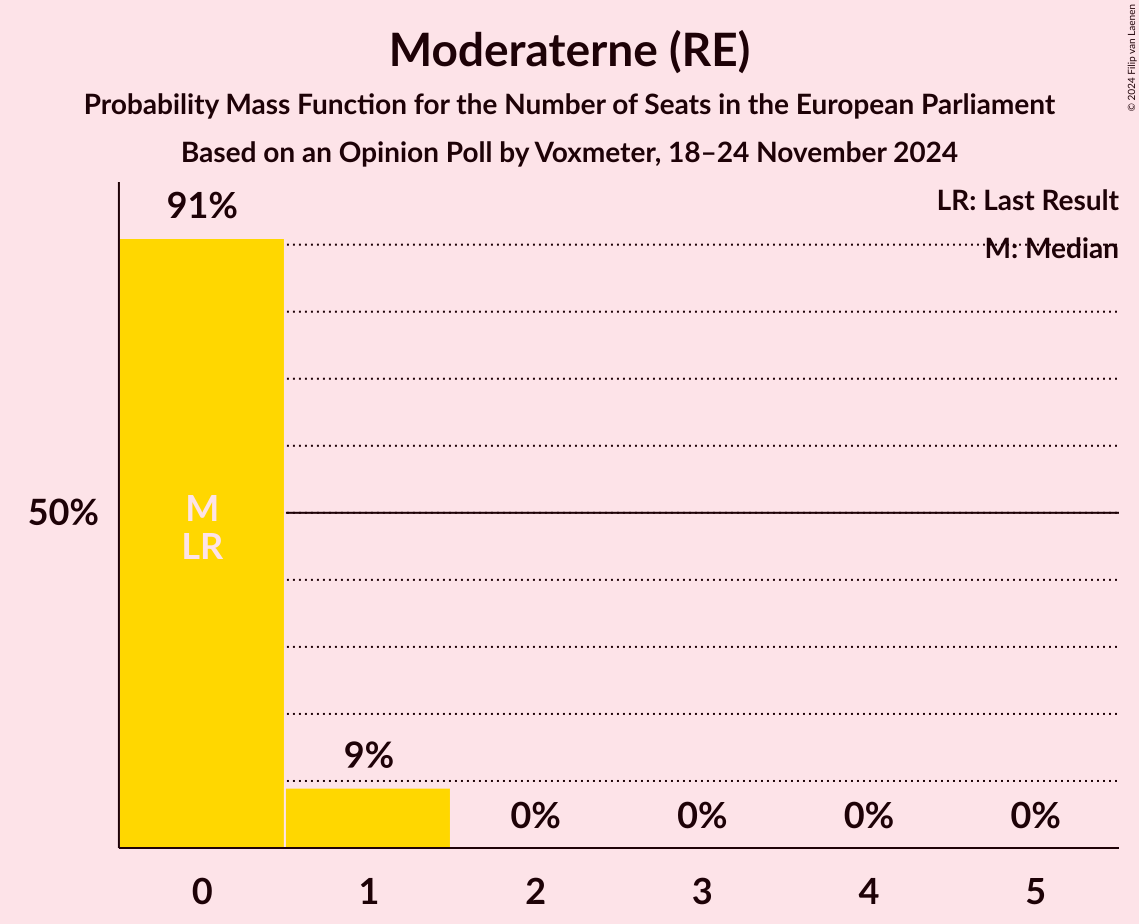 Moderaterne (RE)
Probability Mass Function for the Number of Seats in the European Parliament
Based on an Opinion Poll by Voxmeter, 18–24 November 2024
© 2024 Filip van Laenen
LR: Last Result
M: Median
91%
50%
M
LR
9%
0%
0%
0%
0%
0
1
2
3
4
5